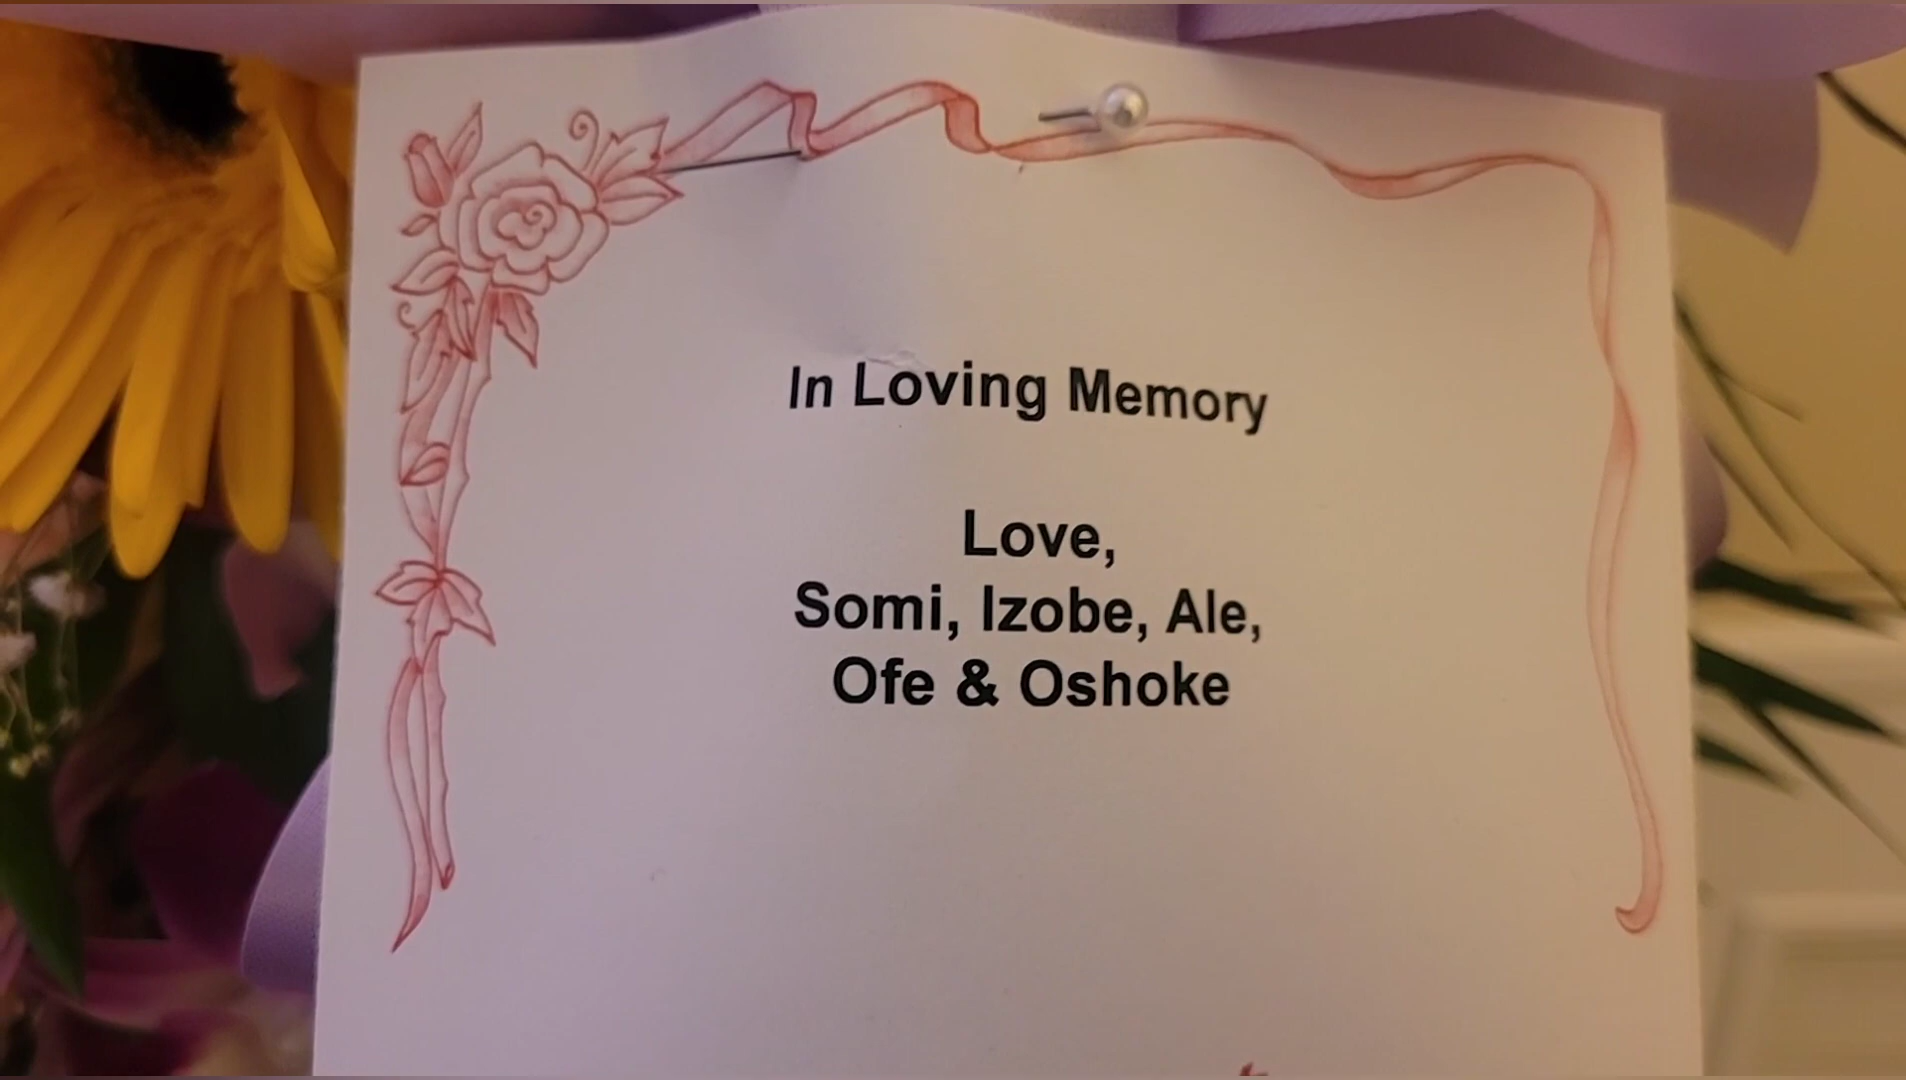 In Loving Memory
Love,
Somi, Izobe, Ale,
Ofe & Oshoke